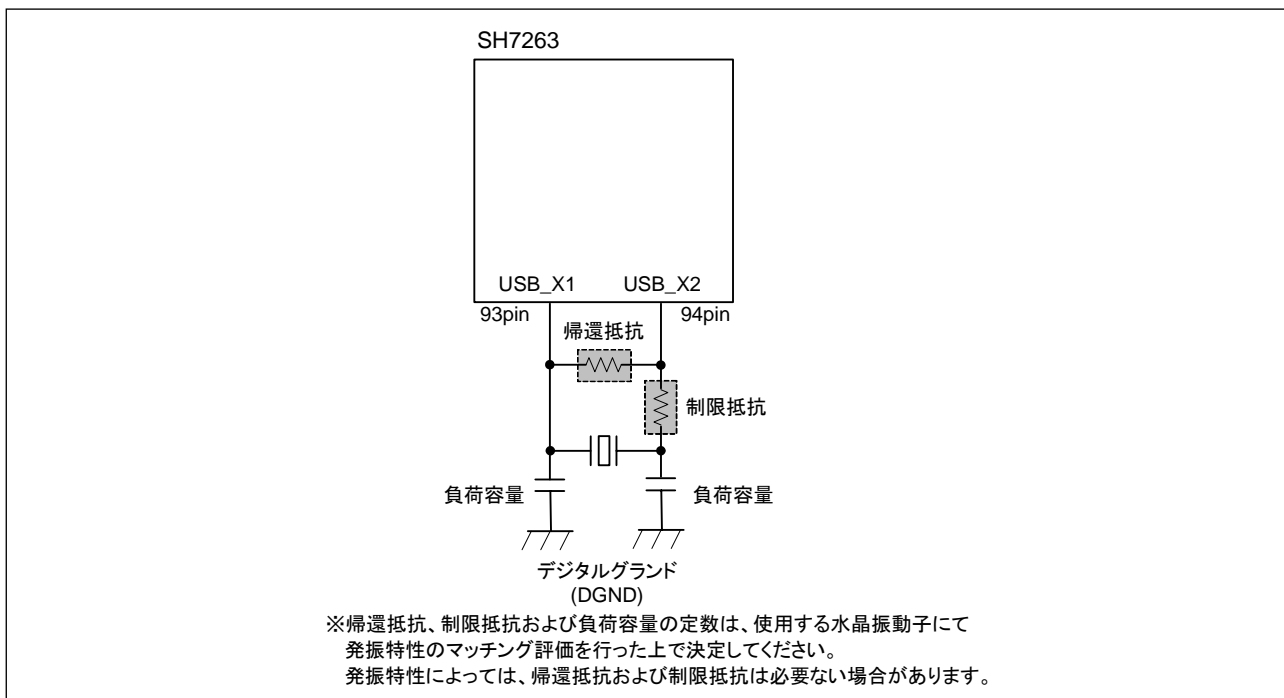 SH7263
USB_X1 USB_X2
93pin 94pin
帰還抵抗
制限抵抗
負荷容量 負荷容量
デジタルグランド
(DGND)
※帰還抵抗、制限抵抗および負荷容量の定数は、使用する水晶振動子にて
発振特性のマッチング評価を行った上で決定してください。
発振特性によっては、帰還抵抗および制限抵抗は必要ない場合があります。